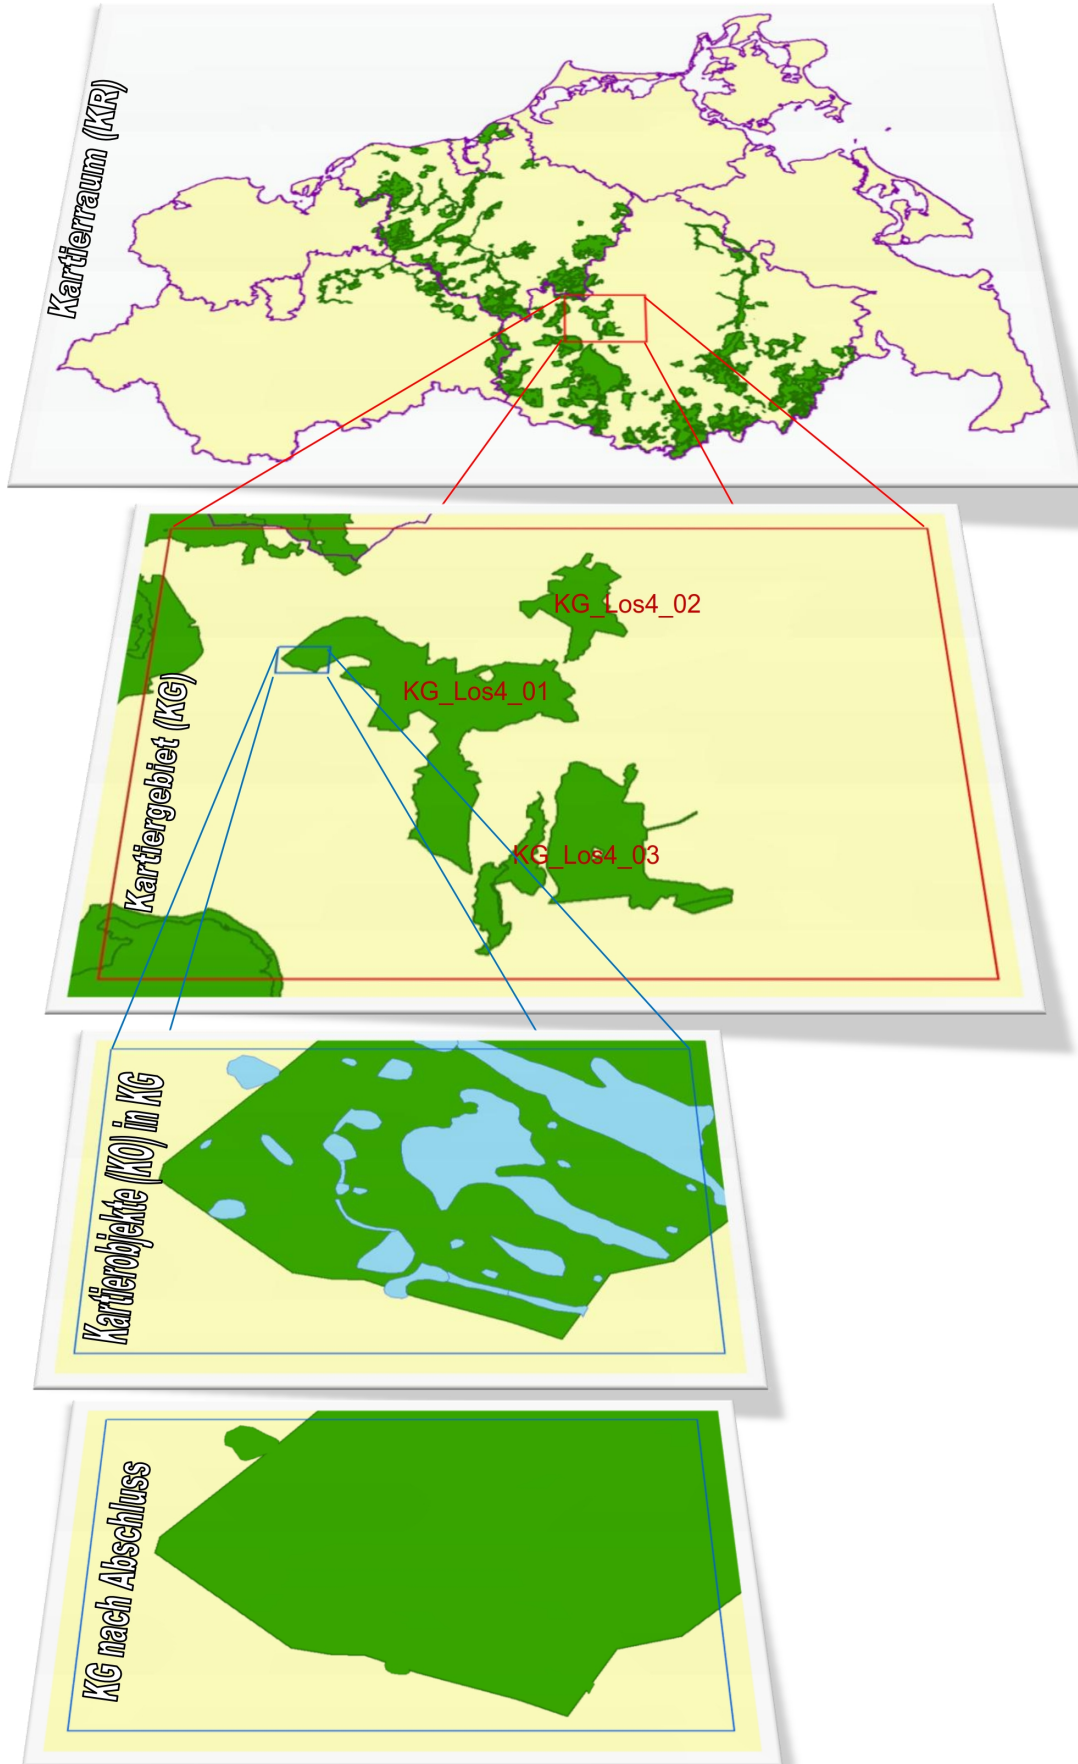 Kartierraum (KR)
Kartiergebiet (KG)
KG_Los4_02
KG_Los4_01
KG_Los4_03
Kartierobjekte (KO) in KG
KG nach Abschluss